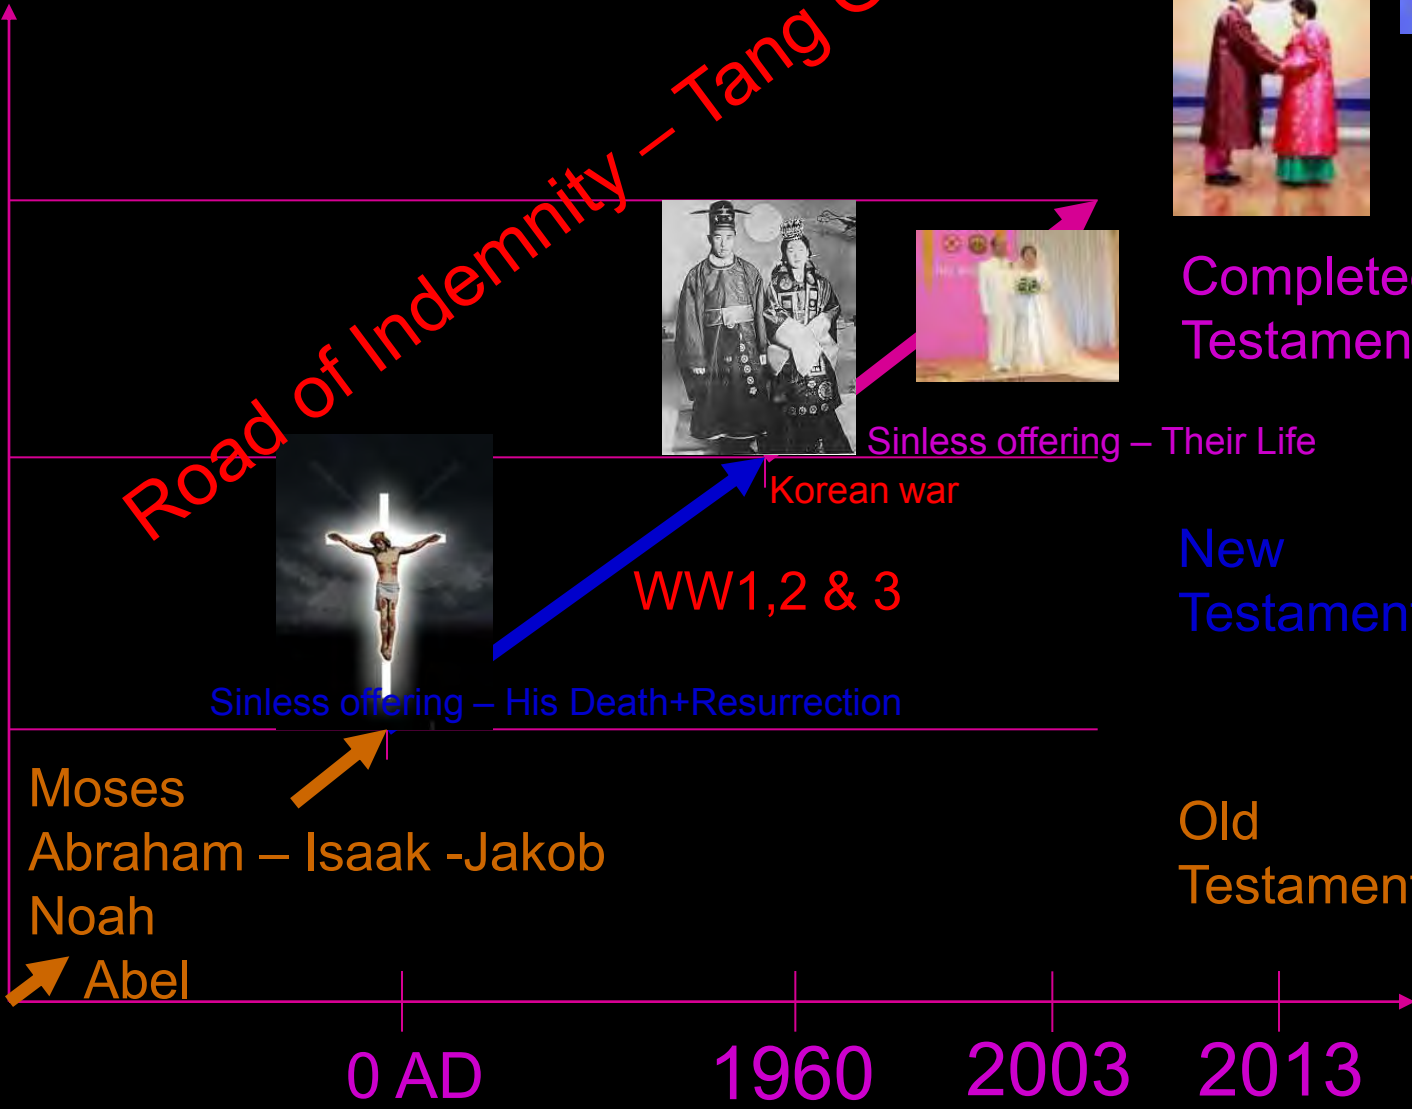 Road of Indemnity – Tang
Complete
Testamen
Sinless offering – Their Life
Korean war
New
Testamen
WW1,2 & 3
Sinless offering – His Death+Resurrection
Moses
Abraham – Isaak -Jakob
Noah
Abel
Old
Testament
0 AD
1960
2003
2013